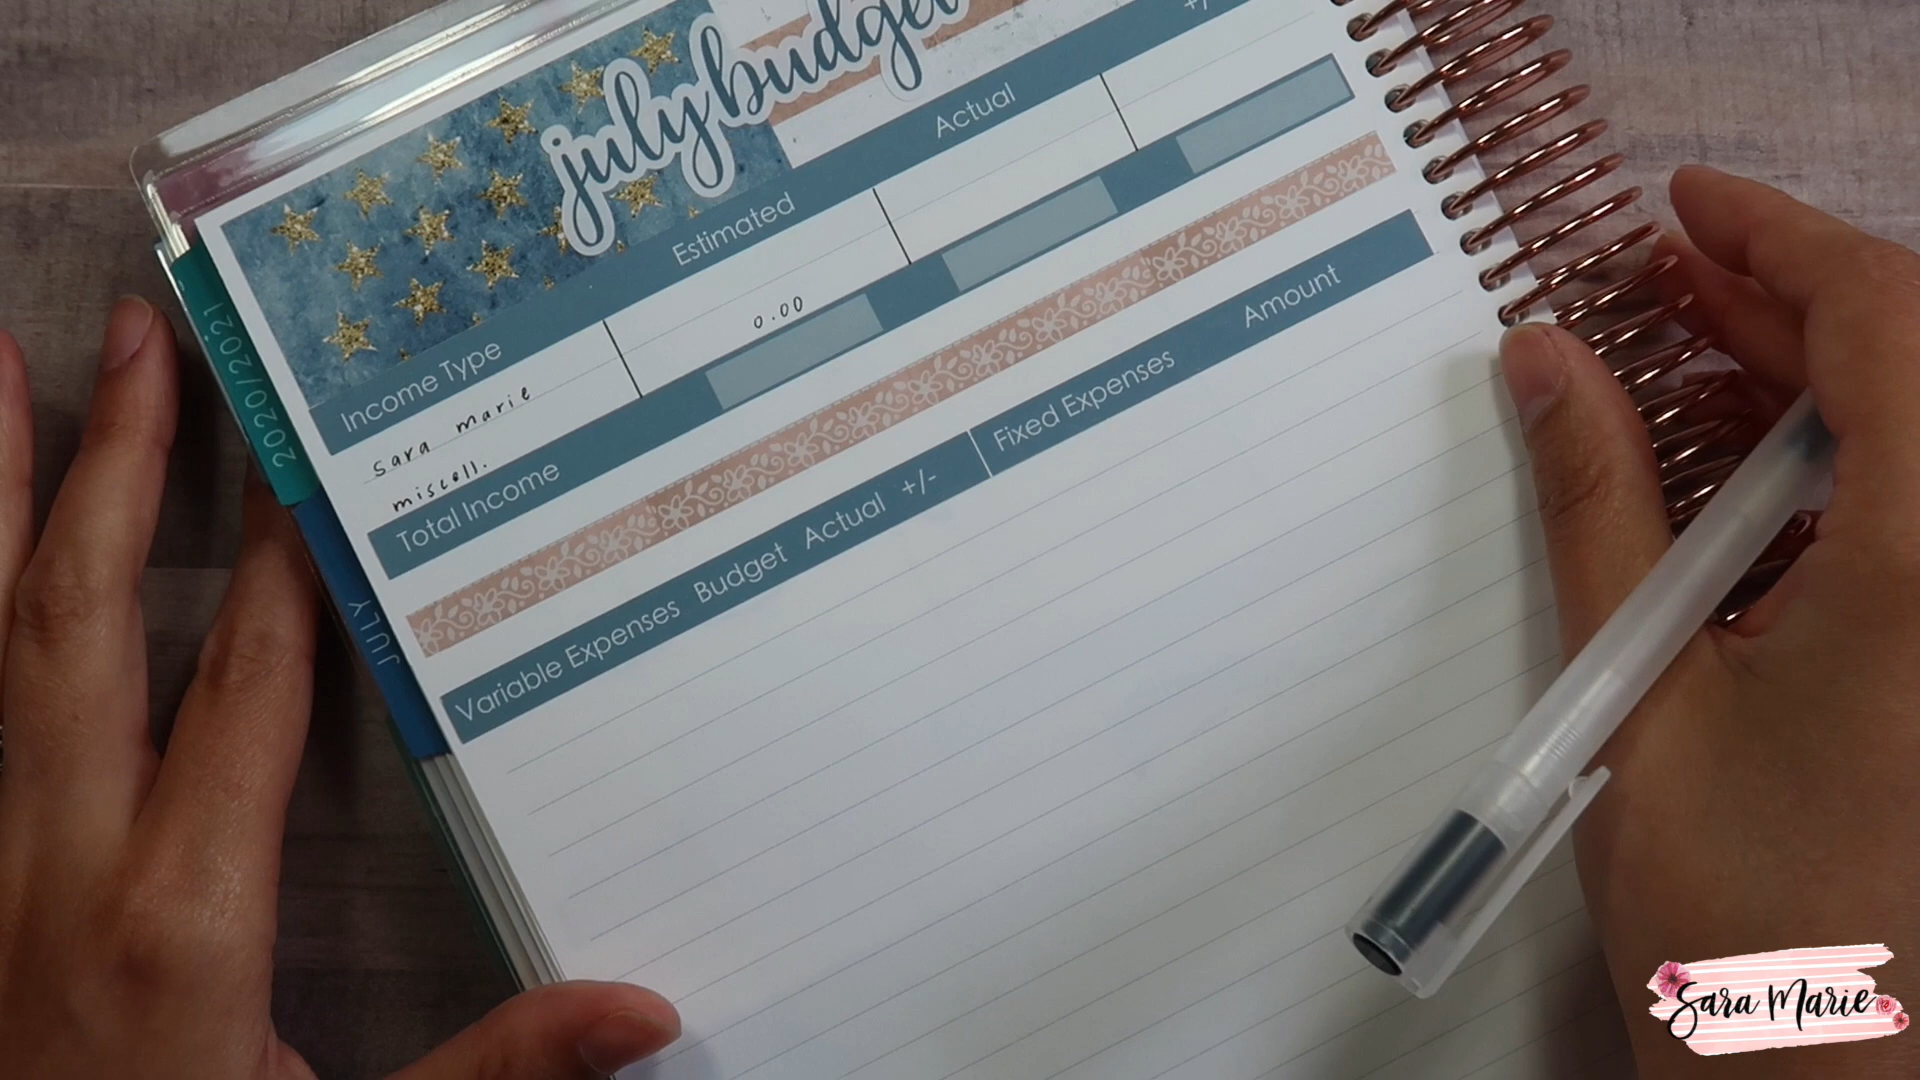 july budget
Income Type Estimated Actual +/-
sara marie
miscell. 0.00
Total Income
Variable Expenses Budget Actual +/- Fixed Expenses Amount
2020/2021
JULY
Sara Marie